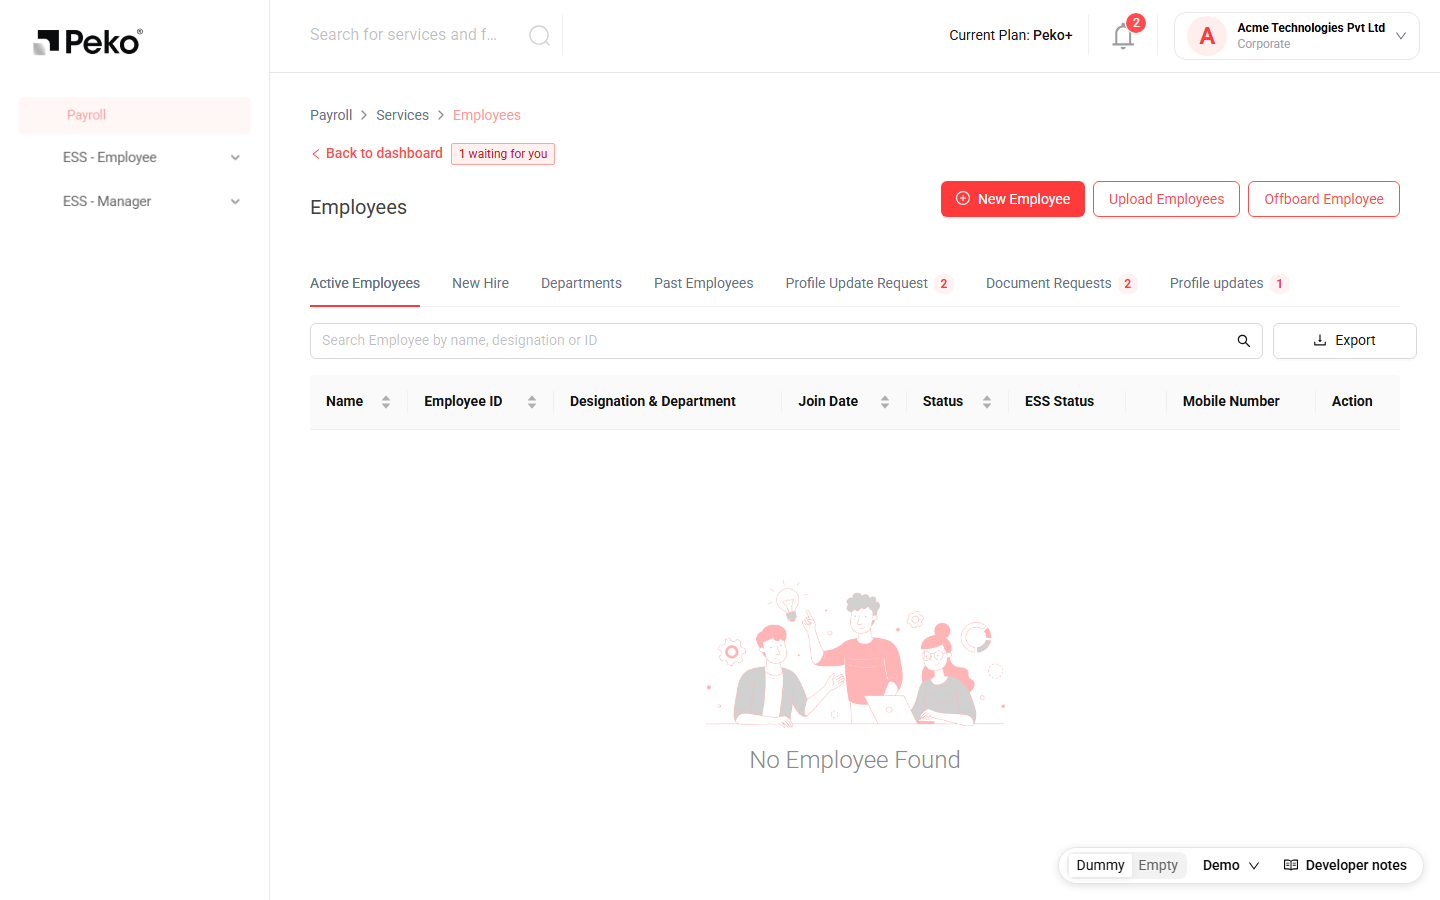 Peko®
Search for services and f...
Current Plan: Peko+
2
A
Acme Technologies Pvt Ltd
Corporate
Payroll
ESS - Employee
ESS - Manager
Payroll > Services > Employees
Back to dashboard
1 waiting for you
Employees
New Employee
Upload Employees
Offboard Employee
Active Employees
New Hire
Departments
Past Employees
Profile Update Request 2
Document Requests 2
Profile updates 1
Search Employee by name, designation or ID
Export
Name
Employee ID
Designation & Department
Join Date
Status
ESS Status
Mobile Number
Action
No Employee Found
Dummy
Empty
Demo
Developer notes